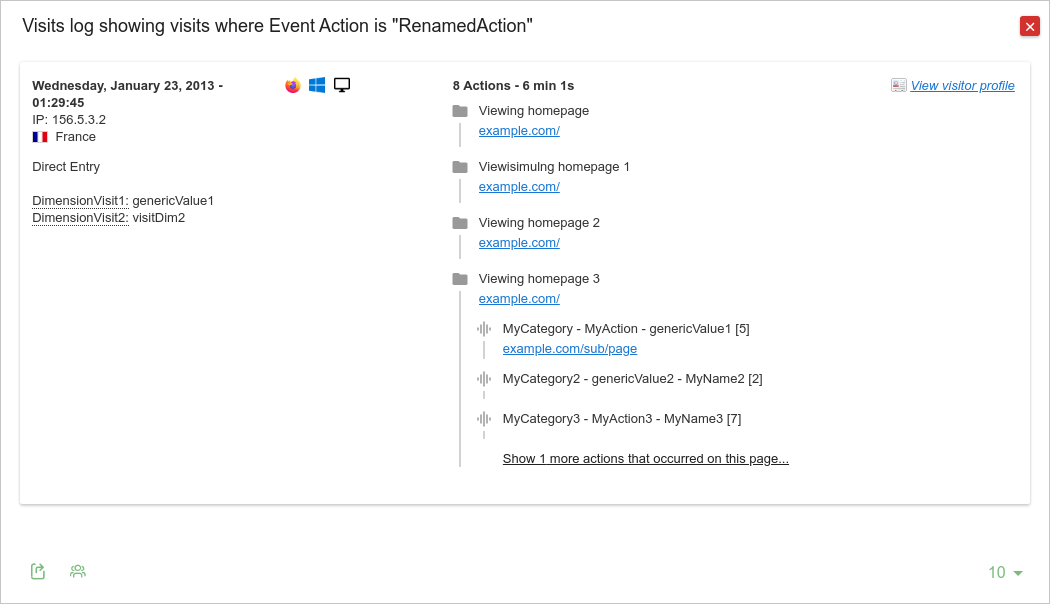 Visits log showing visits where Event Action is "RenamedAction"
Wednesday, January 23, 2013 -
01:29:45
IP: 156.5.3.2
France
Direct Entry
DimensionVisit1: genericValue1
DimensionVisit2: visitDim2
8 Actions - 6 min 1s
View visitor profile
Viewing homepage
example.com/
Viewisimulng homepage 1
example.com/
Viewing homepage 2
example.com/
Viewing homepage 3
example.com/
MyCategory - MyAction - genericValue1 [5]
example.com/sub/page
MyCategory2 - genericValue2 - MyName2 [2]
MyCategory3 - MyAction3 - MyName3 [7]
Show 1 more actions that occurred on this page...
10